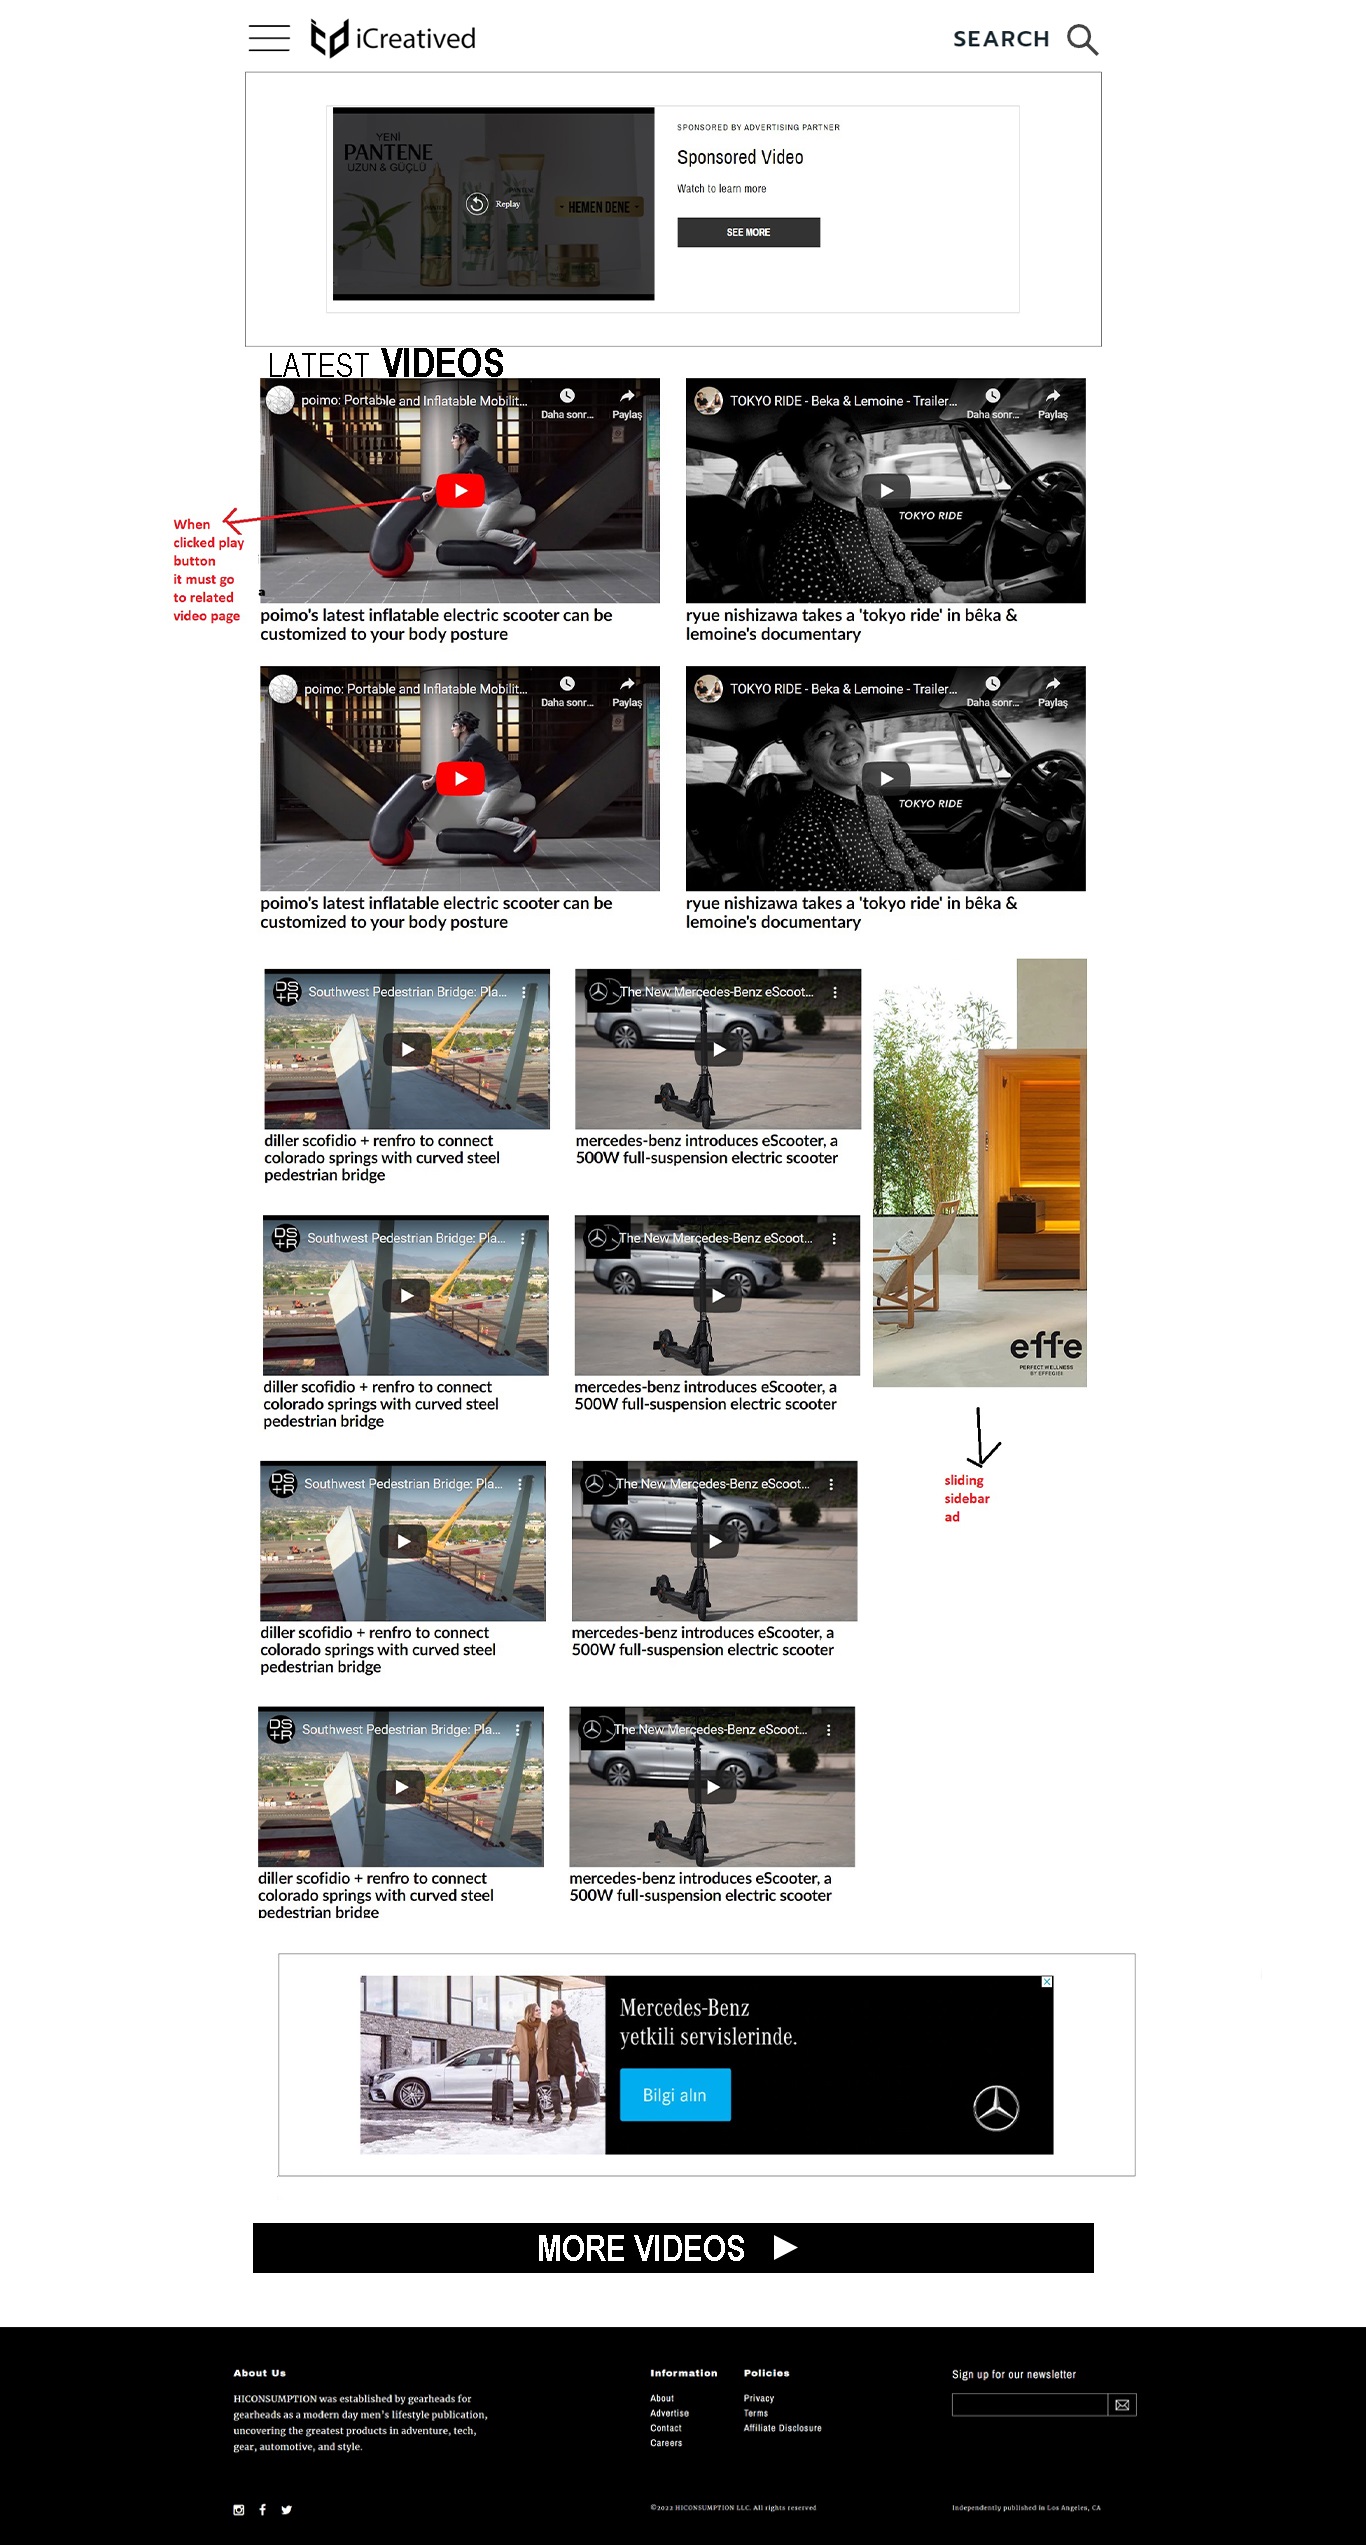 iCreatived
SEARCH
YENİ
PANTENE
UZUN & GÜÇLÜ
Replay
- HEMEN DENE -
SPONSORED BY ADVERTISING PARTNER
Sponsored Video
Watch to learn more
SEE MORE
LATEST VIDEOS
poimo: Portable and Inflatable Mobilit...
Daha sonr...
Paylaş
TOKYO RIDE - Beka & Lemoine - Trailer...
Daha sonr...
Paylaş
TOKYO RIDE
When
clicked play
button
it must go
to related
video page
a
poimo's latest inflatable electric scooter can be
customized to your body posture
ryue nishizawa takes a 'tokyo ride' in bêka &
lemoine's documentary
poimo: Portable and Inflatable Mobilit...
Daha sonr...
Paylaş
TOKYO RIDE - Beka & Lemoine - Trailer...
Daha sonr...
Paylaş
TOKYO RIDE
poimo's latest inflatable electric scooter can be
customized to your body posture
ryue nishizawa takes a 'tokyo ride' in bêka &
lemoine's documentary
DS
+R
Southwest Pedestrian Bridge: Pla...
The New Mercedes-Benz eScoot...
diller scofidio + renfro to connect
colorado springs with curved steel
pedestrian bridge
mercedes-benz introduces eScooter, a
500W full-suspension electric scooter
DS
+R
Southwest Pedestrian Bridge: Pla...
The New Mercedes-Benz eScoot...
effe
PERFECT WELLNESS
BY EFFEGIBI
diller scofidio + renfro to connect
colorado springs with curved steel
pedestrian bridge
mercedes-benz introduces eScooter, a
500W full-suspension electric scooter
DS
+R
Southwest Pedestrian Bridge: Pla...
The New Mercedes-Benz eScoot...
sliding
sidebar
ad
diller scofidio + renfro to connect
colorado springs with curved steel
pedestrian bridge
mercedes-benz introduces eScooter, a
500W full-suspension electric scooter
DS
+R
Southwest Pedestrian Bridge: Pla...
The New Mercedes-Benz eScoot...
diller scofidio + renfro to connect
colorado springs with curved steel
pedestrian bridge
mercedes-benz introduces eScooter, a
500W full-suspension electric scooter
Mercedes-Benz
yetkili servislerinde.
Bilgi alın
MORE VIDEOS
About Us
HICONSUMPTION was established by gearheads for
gearheads as a modern day men's lifestyle publication,
uncovering the greatest products in adventure, tech,
gear, automotive, and style.
Information
About
Advertise
Contact
Careers
Policies
Privacy
Terms
Affiliate Disclosure
Sign up for our newsletter
©2022 HICONSUMPTION LLC. All rights reserved
Independently published in Los Angeles, CA